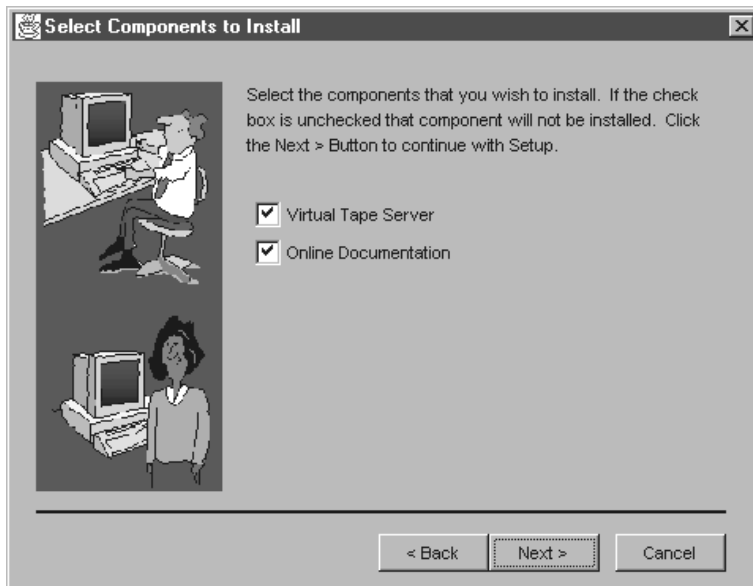 Select Components to Install
Select the components that you wish to install. If the check
box is unchecked that component will not be installed. Click
the Next > Button to continue with Setup.
Virtual Tape Server
Online Documentation
< Back
Next >
Cancel